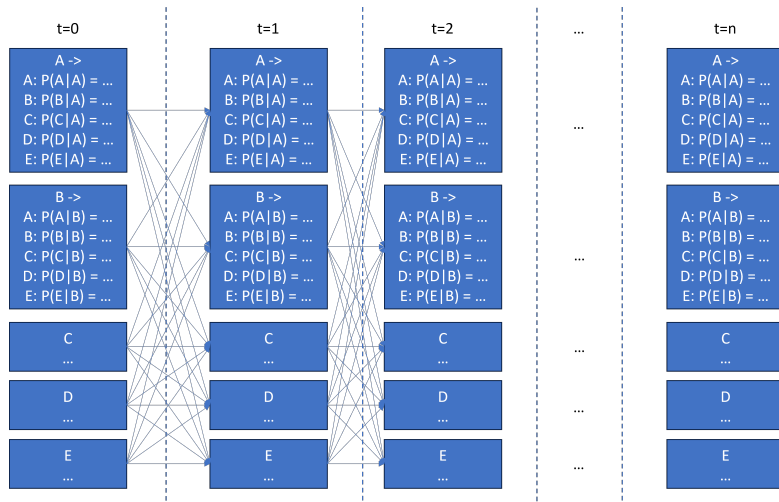 t=0 t=1 t=2 ... t=n
A -> A -> A -> A ->
A: P(A|A) = ... A: P(A|A) = ... A: P(A|A) = ... A: P(A|A) = ...
B: P(B|A) = ... B: P(B|A) = ... B: P(B|A) = ... B: P(B|A) = ...
C: P(C|A) = ... C: P(C|A) = ... C: P(C|A) = ... ... C: P(C|A) = ...
D: P(D|A) = ... D: P(D|A) = ... D: P(D|A) = ... D: P(D|A) = ...
E: P(E|A) = ... E: P(E|A) = ... E: P(E|A) = ... E: P(E|A) = ...
B -> B -> B -> B ->
A: P(A|B) = ... A: P(A|B) = ... A: P(A|B) = ... A: P(A|B) = ...
B: P(B|B) = ... B: P(B|B) = ... B: P(B|B) = ... B: P(B|B) = ...
C: P(C|B) = ... C: P(C|B) = ... C: P(C|B) = ... ... C: P(C|B) = ...
D: P(D|B) = ... D: P(D|B) = ... D: P(D|B) = ... D: P(D|B) = ...
E: P(E|B) = ... E: P(E|B) = ... E: P(E|B) = ... E: P(E|B) = ...
C C C ... C
... ... ... ...
D D D ... D
... ... ... ...
E E E ... E
... ... ... ...